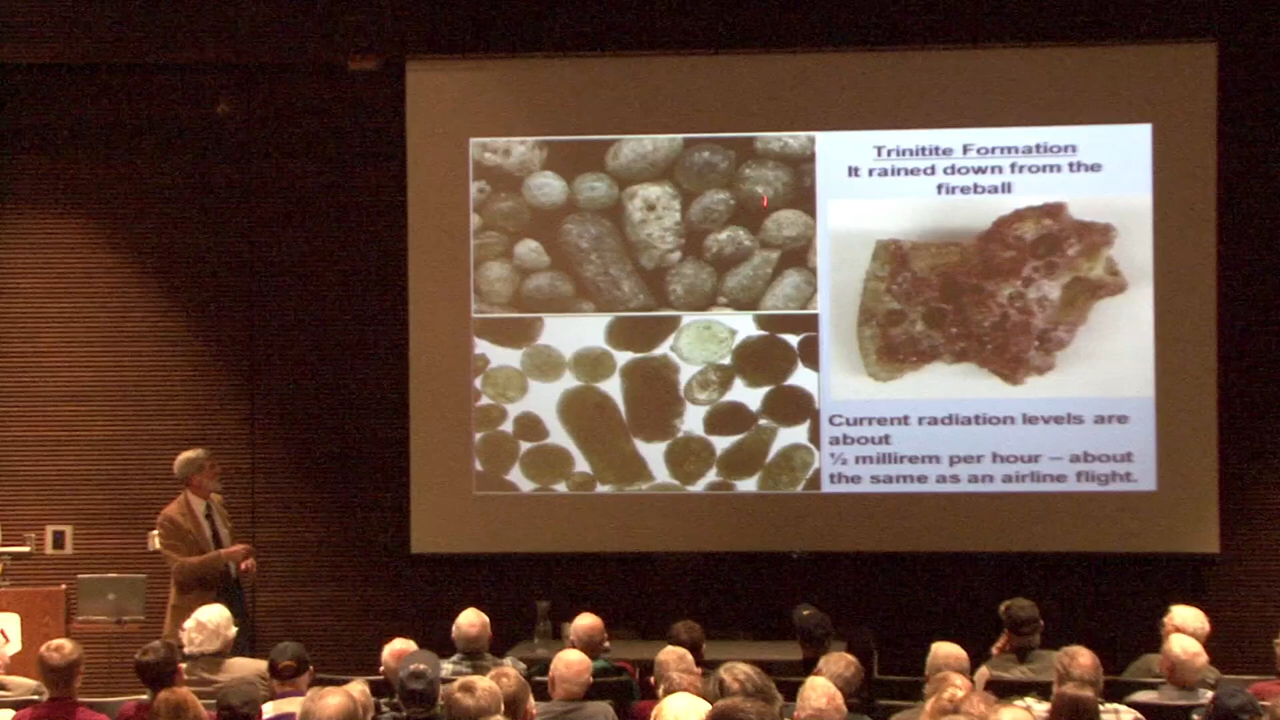 Trinitite Formation
It rained down from the
fireball
Current radiation levels are
about
½ millirem per hour – about
the same as an airline flight.